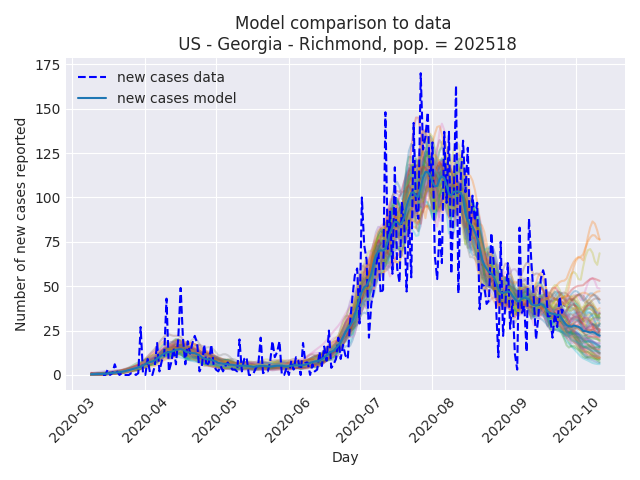 Model comparison to data
US - Georgia - Richmond, pop. = 202518
new cases data
new cases model
Number of new cases reported
175
150
125
100
75
50
25
0
2020-03
2020-04
2020-05
2020-06
2020-07
2020-08
2020-09
2020-10
Day